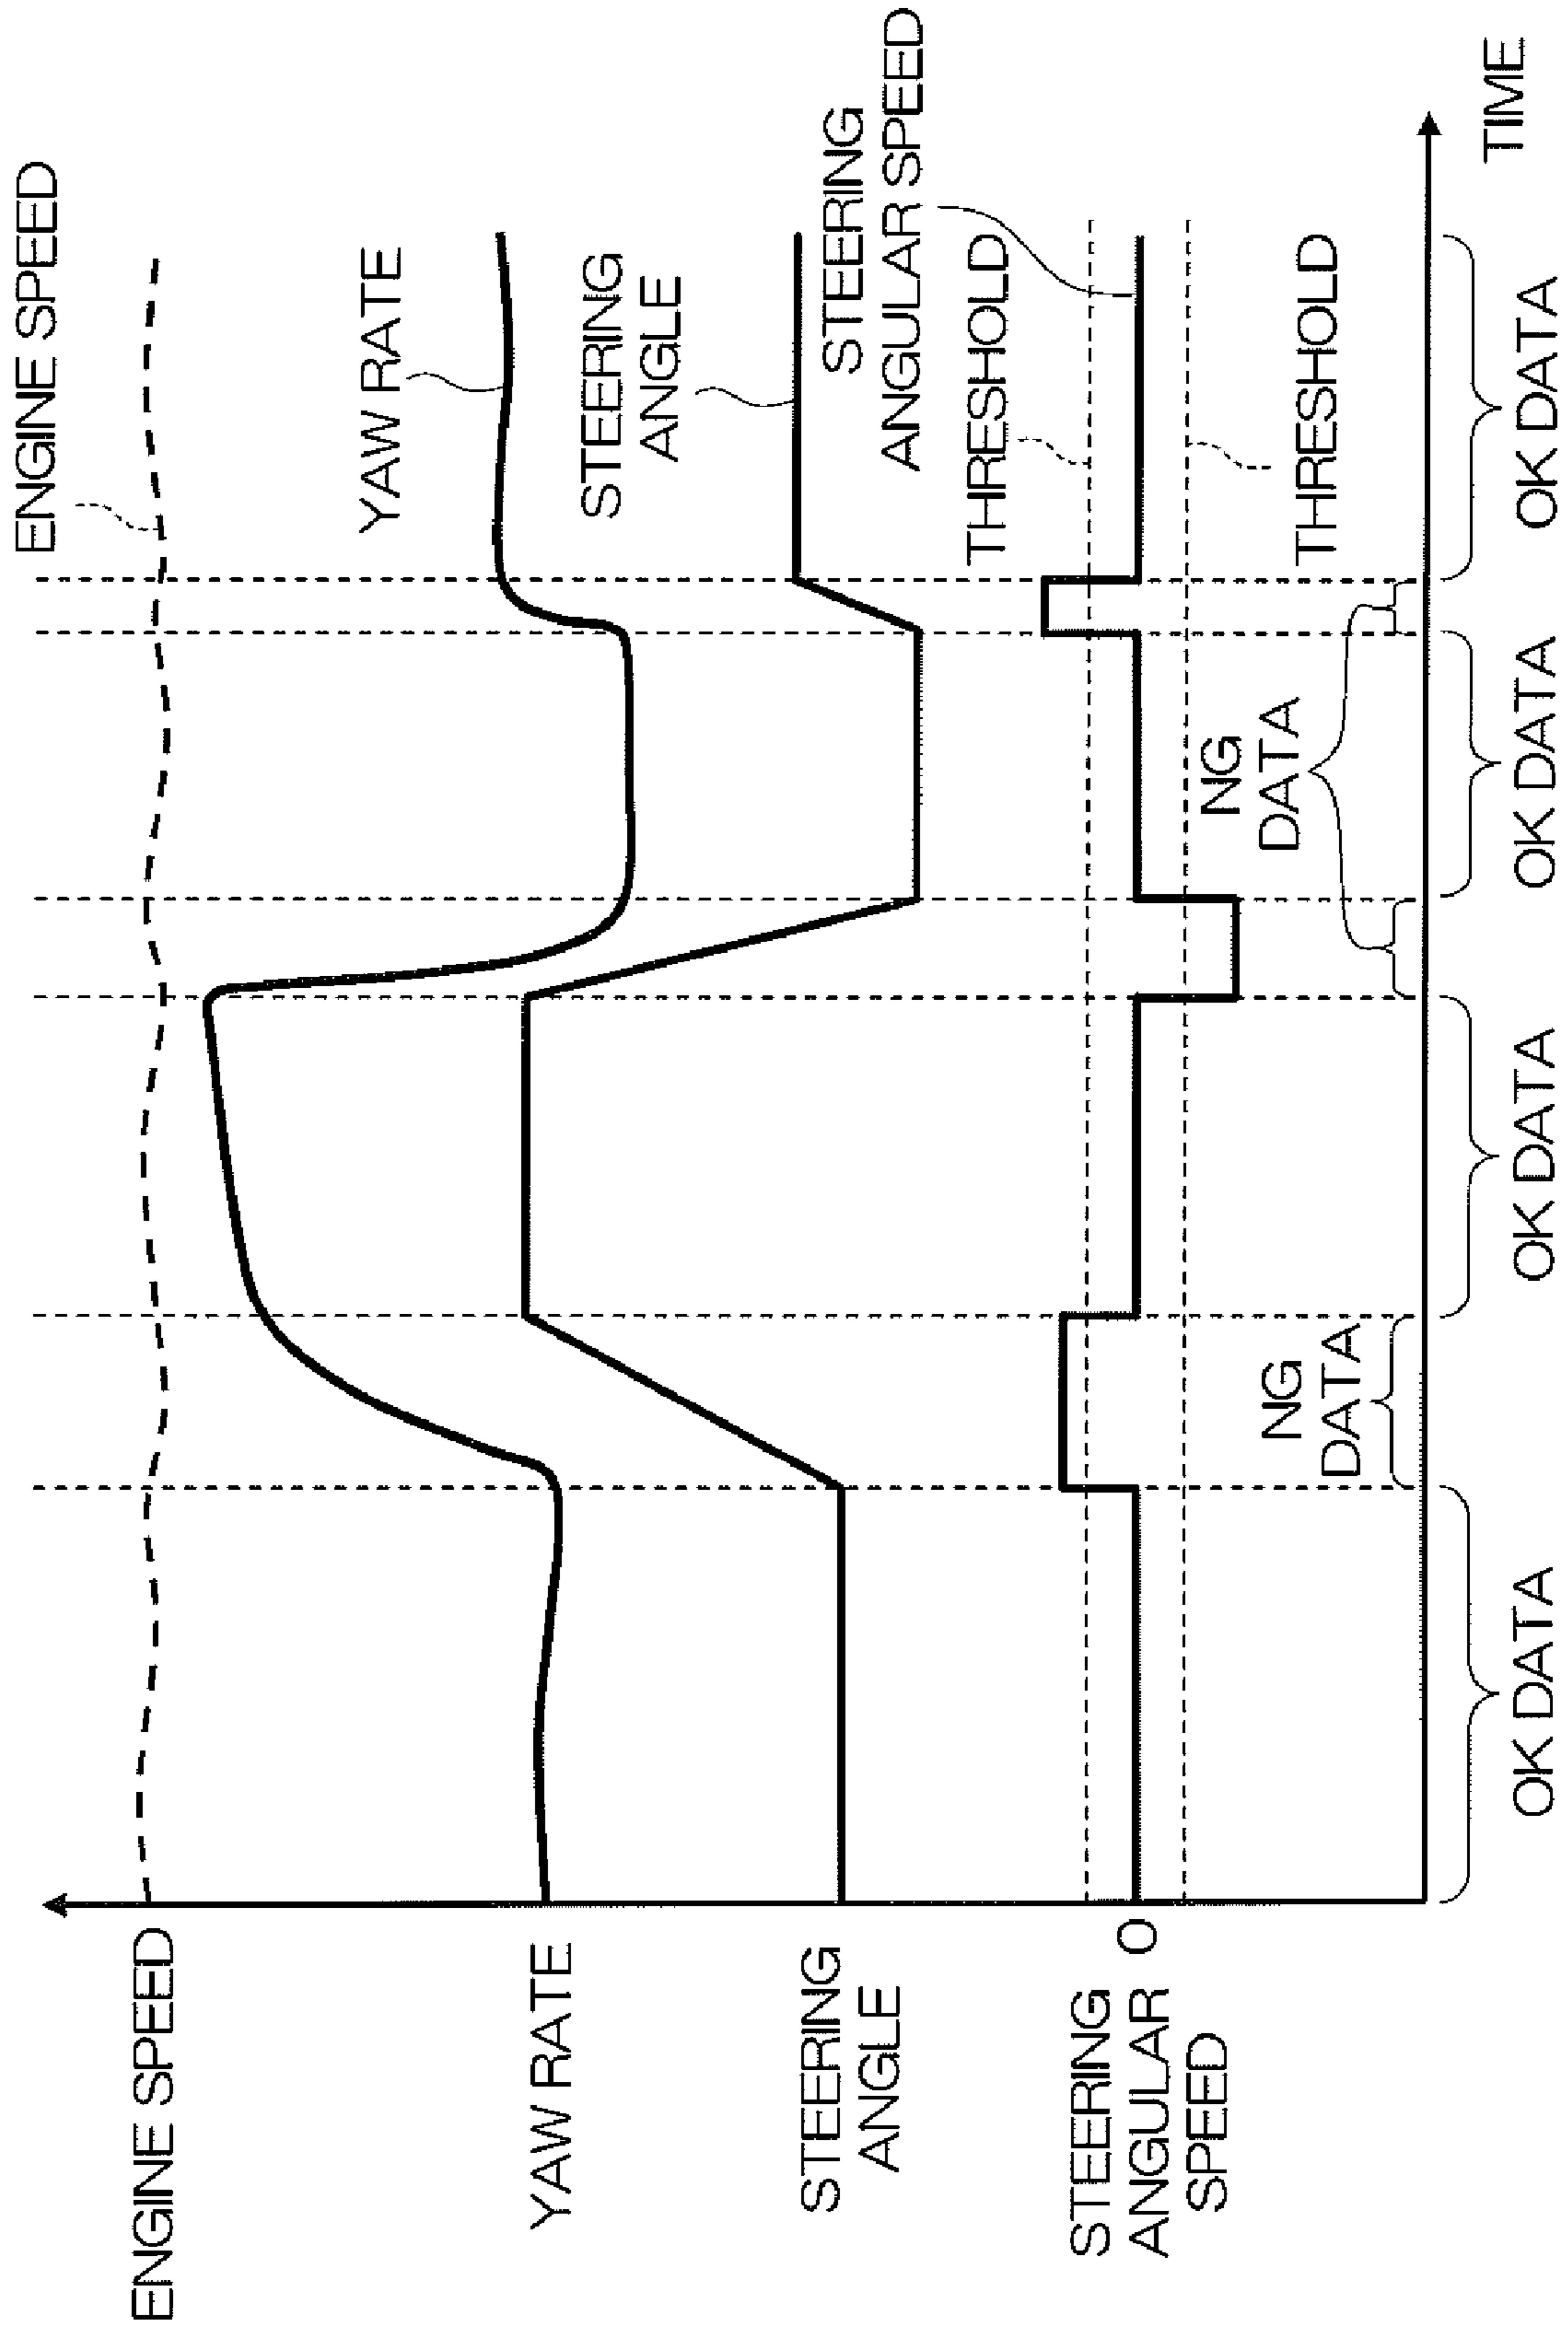 ENGINE SPEED
YAW RATE
STEERING
ANGLE
STEERING
ANGULAR
SPEED
0
ENGINE SPEED
YAW RATE
STEERING
ANGLE
STEERING
ANGULAR SPEED
THRESHOLD
THRESHOLD
NG
DATA
NG
DATA
OK DATA
OK DATA
OK DATA
OK DATA
TIME